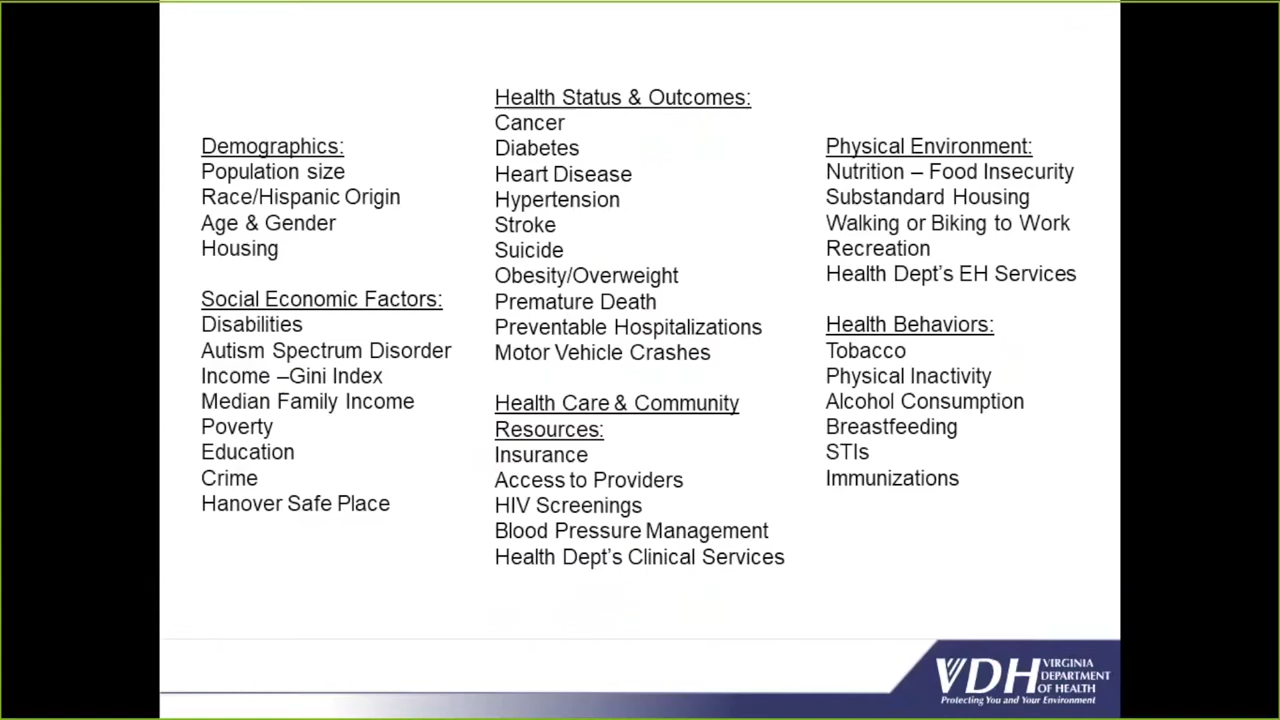 Demographics:
Population size
Race/Hispanic Origin
Age & Gender
Housing
Social Economic Factors:
Disabilities
Autism Spectrum Disorder
Income –Gini Index
Median Family Income
Poverty
Education
Crime
Hanover Safe Place
Health Status & Outcomes:
Cancer
Diabetes
Heart Disease
Hypertension
Stroke
Suicide
Obesity/Overweight
Premature Death
Preventable Hospitalizations
Motor Vehicle Crashes
Health Care & Community
Resources:
Insurance
Access to Providers
HIV Screenings
Blood Pressure Management
Health Dept’s Clinical Services
Physical Environment:
Nutrition – Food Insecurity
Substandard Housing
Walking or Biking to Work
Recreation
Health Dept’s EH Services
Health Behaviors:
Tobacco
Physical Inactivity
Alcohol Consumption
Breastfeeding
STIs
Immunizations
VDH
VIRGINIA
DEPARTMENT
OF HEALTH
Protecting You and Your Environment